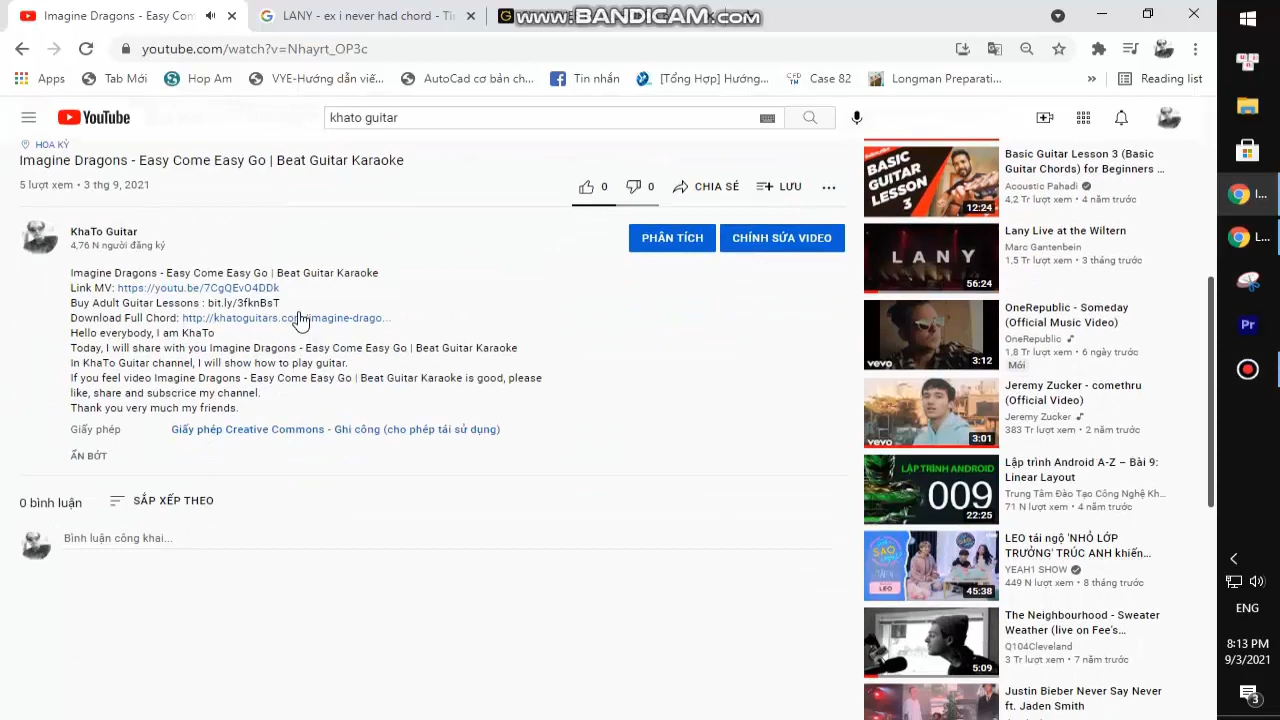 Imagine Dragons - Easy Com
LANY - ex i never had chord - Tì
www.BANDICAM.com
youtube.com/watch?v=Nhayrt_OP3c
Apps
Tab Mới
Hop Am
VYE-Hướng dẫn viế...
AutoCad cơ bản ch...
Tin nhắn
[Tổng Hợp] Hướng...
Case 82
Longman Preparati...
»
Reading list
YouTube
khato guitar
HOA KỲ
Imagine Dragons - Easy Come Easy Go | Beat Guitar Karaoke
5 lượt xem • 3 thg 9, 2021
0
0
CHIA SẺ
LƯU
KhaTo Guitar
4,76 N người đăng ký
PHÂN TÍCH
CHỈNH SỬA VIDEO
Imagine Dragons - Easy Come Easy Go | Beat Guitar Karaoke
Link MV: https://youtu.be/7CgQEvO4DDk
Buy Adult Guitar Lessons : bit.ly/3fknBsT
Download Full Chord: http://khatoguitars.com/imagine-drago...
Hello everybody, I am KhaTo
Today, I will share with you Imagine Dragons - Easy Come Easy Go | Beat Guitar Karaoke
In KhaTo Guitar channel, I will show how to play guitar.
If you feel video Imagine Dragons - Easy Come Easy Go | Beat Guitar Karaoke is good, please
like, share and subscrice my channel.
Thank you very much my friends.
Giấy phép
Giấy phép Creative Commons - Ghi công (cho phép tái sử dụng)
ẨN BỚT
0 bình luận
SẮP XẾP THEO
Bình luận công khai...
BASIC
GUITAR
LESSON
3
12:24
Basic Guitar Lesson 3 (Basic
Guitar Chords) for Beginners ...
Acoustic Pahadi
4,2 Tr lượt xem • 4 năm trước
LANY
56:24
Lany Live at the Wiltern
Marc Gantenbein
1,5 Tr lượt xem • 3 tháng trước
vevo
3:12
OneRepublic - Someday
(Official Music Video)
OneRepublic
1,8 Tr lượt xem • 6 ngày trước
Mới
vevo
3:01
Jeremy Zucker - comethru
(Official Video)
Jeremy Zucker
383 Tr lượt xem • 2 năm trước
LẬP TRÌNH ANDROID
009
22:25
Lập trình Android A-Z – Bài 9:
Linear Layout
Trung Tâm Đào Tạo Công Nghệ Kh...
71 N lượt xem • 4 năm trước
SAO
LEO
45:38
LEO tái ngộ 'NHỎ LỚP
TRƯỞNG' TRÚC ANH khiến...
YEAH1 SHOW
449 N lượt xem • 8 tháng trước
5:09
The Neighbourhood - Sweater
Weather (live on Fee's...
Q104Cleveland
3 Tr lượt xem • 7 năm trước
Justin Bieber Never Say Never
ft. Jaden Smith
I...
L...
Pr
ENG
8:13 PM
9/3/2021
3